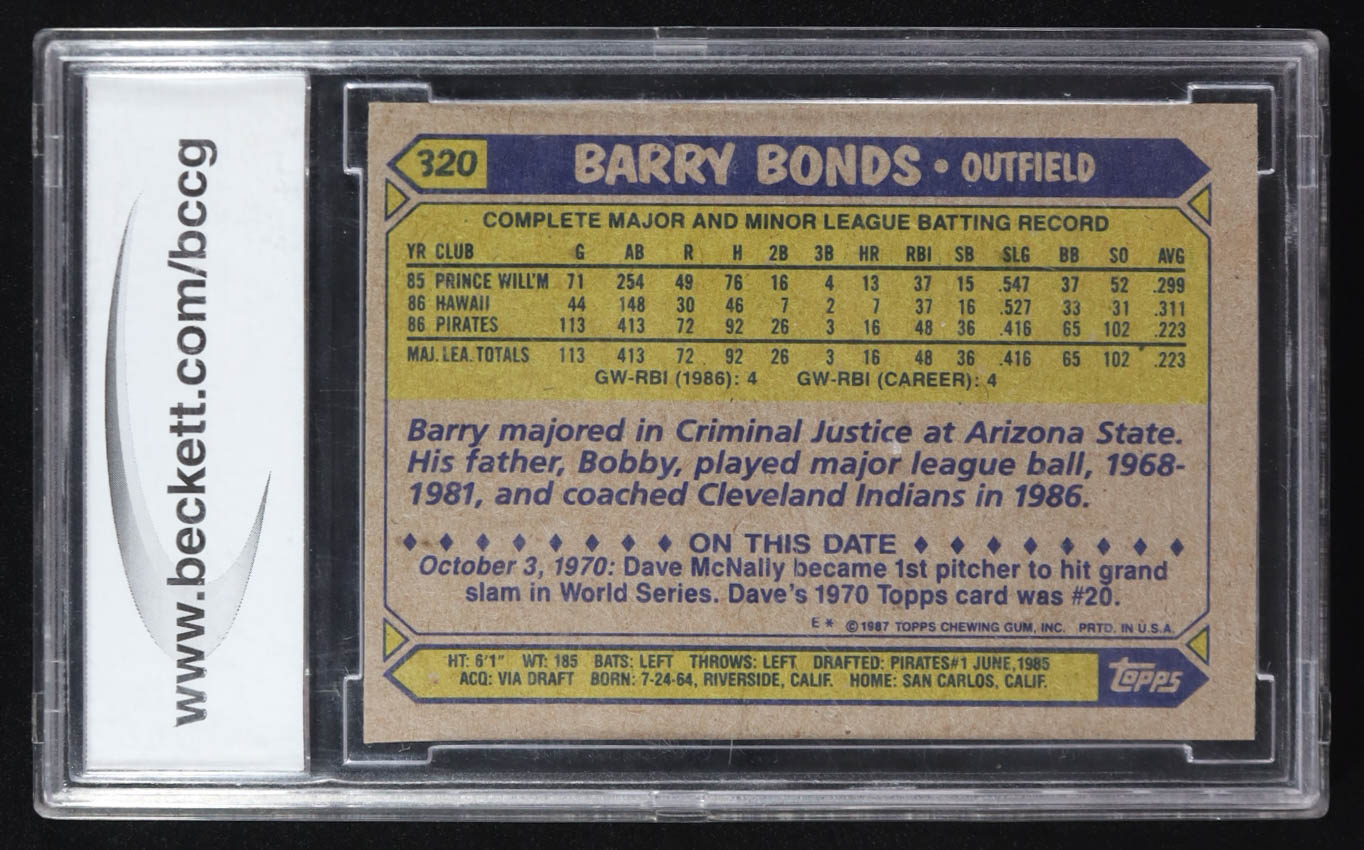 www.beckett.com/bccg
320 BARRY BONDS • OUTFIELD
COMPLETE MAJOR AND MINOR LEAGUE BATTING RECORD
YR CLUB G AB R H 2B 3B HR RBI SB SLG BB SO AVG
85 PRINCE WILL'M 71 254 49 76 16 4 13 37 15 .547 37 52 .299
86 HAWAII 44 148 30 46 7 2 7 37 16 .527 33 31 .311
86 PIRATES 113 413 72 92 26 3 16 48 36 .416 65 102 .223
MAJ. LEA. TOTALS 113 413 72 92 26 3 16 48 36 .416 65 102 .223
GW-RBI (1986): 4 GW-RBI (CAREER): 4
Barry majored in Criminal Justice at Arizona State.
His father, Bobby, played major league ball, 1968-
1981, and coached Cleveland Indians in 1986.
♦ ♦ ♦ ♦ ♦ ♦ ♦ ♦ ON THIS DATE ♦ ♦ ♦ ♦ ♦ ♦ ♦ ♦
October 3, 1970: Dave McNally became 1st pitcher to hit grand
slam in World Series. Dave's 1970 Topps card was #20.
E * ©1987 TOPPS CHEWING GUM, INC. PRTD. IN U.S.A.
HT: 6'1" WT: 185 BATS: LEFT THROWS: LEFT DRAFTED: PIRATES#1 JUNE,1985
ACQ: VIA DRAFT BORN: 7-24-64, RIVERSIDE, CALIF. HOME: SAN CARLOS, CALIF.
topps